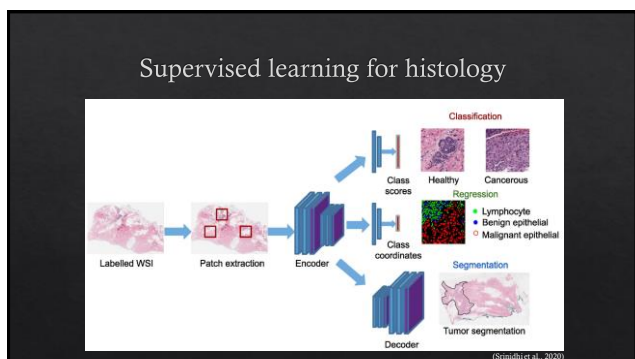 Supervised learning for histology
Classification
Class
scores
Healthy
Cancerous
Regression
Lymphocyte
Benign epithelial
Malignant epithelial
Class
coordinates
Labelled WSI
Patch extraction
Encoder
Segmentation
Decoder
Tumor segmentation
(Srinidhi et al., 2020)